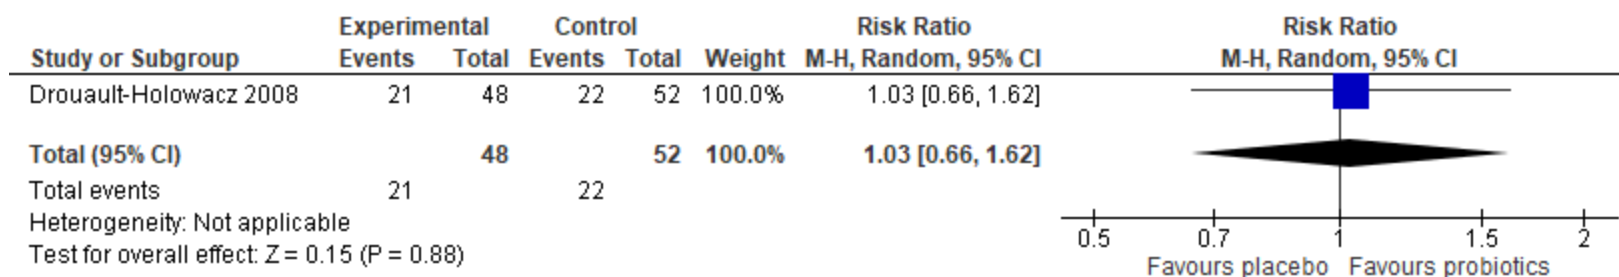 Experimental Control Risk Ratio Risk Ratio
Study or Subgroup Events Total Events Total Weight M-H, Random, 95% CI M-H, Random, 95% CI
Drouault-Holowacz 2008 21 48 22 52 100.0% 1.03 [0.66, 1.62]
Total (95% CI) 48 52 100.0% 1.03 [0.66, 1.62]
Total events 21 22
Heterogeneity: Not applicable
Test for overall effect: Z = 0.15 (P = 0.88)
0.5 0.7 1 1.5 2
Favours placebo Favours probiotics